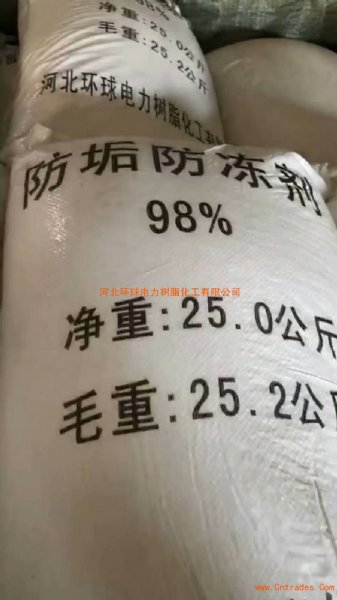 98%
净重:25.0公斤
毛重:25.2公斤
河北环球电力树脂化工有
防垢防冻剂
98%
河北环球电力树脂化工有限公司
净重:25.0公斤
毛重:25.2公
www.Cntrades.Com